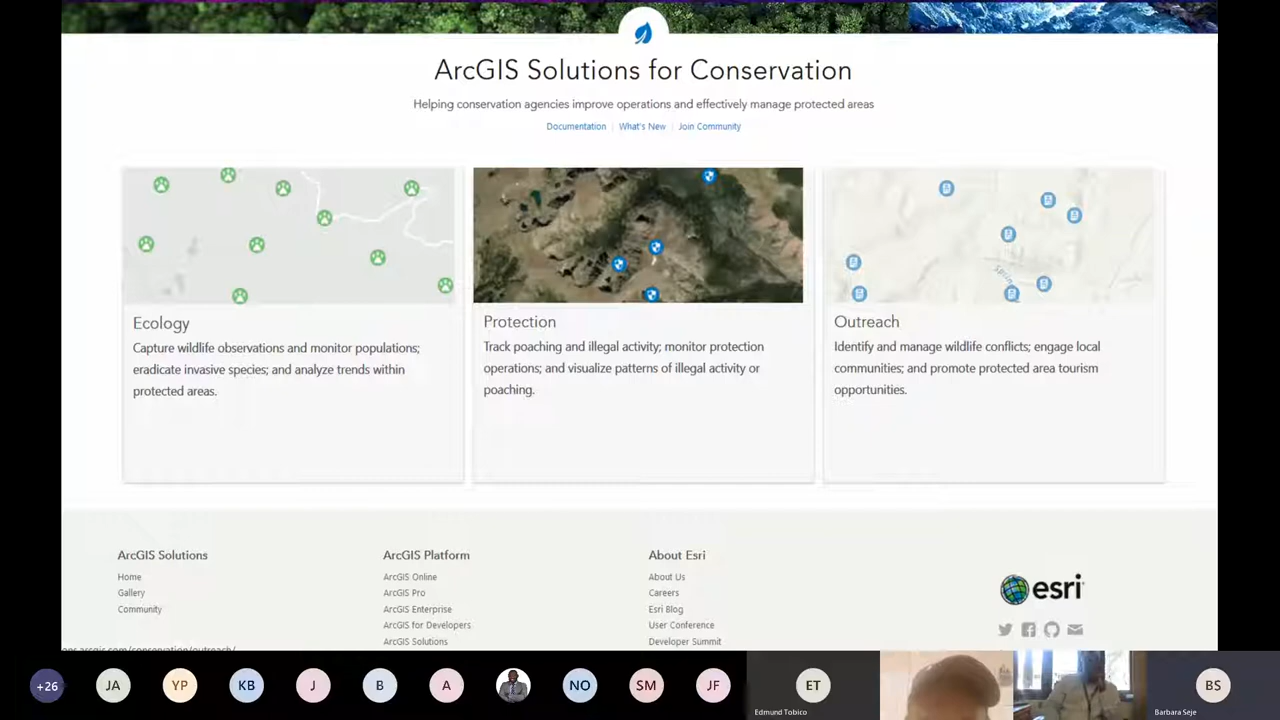 ArcGIS Solutions for Conservation
Helping conservation agencies improve operations and effectively manage protected areas
Documentation | What's New | Join Community
Ecology
Capture wildlife observations and monitor populations;
eradicate invasive species; and analyze trends within
protected areas.
Protection
Track poaching and illegal activity; monitor protection
operations; and visualize patterns of illegal activity or
poaching.
Spring
Outreach
Identify and manage wildlife conflicts; engage local
communities; and promote protected area tourism
opportunities.
ArcGIS Solutions
Home
Gallery
Community
ArcGIS Platform
ArcGIS Online
ArcGIS Pro
ArcGIS Enterprise
ArcGIS for Developers
ArcGIS Solutions
About Esri
About Us
Careers
Esri Blog
User Conference
Developer Summit
esri
+26
JA
YP
KB
J
B
A
NO
SM
JF
ET
Edmund Tobico
BS
Barbara Seje